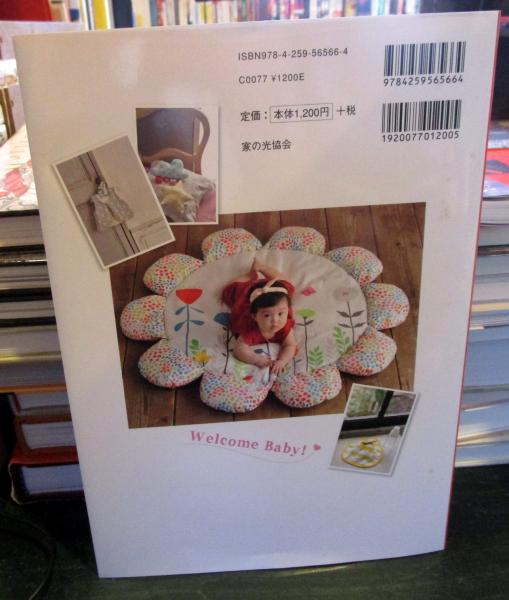 ISBN978-4-259-56566-4
C0077 ¥1200E
9784259565664
定価：本体1,200円 +税
家の光協会
1920077012005
Welcome Baby! ♥